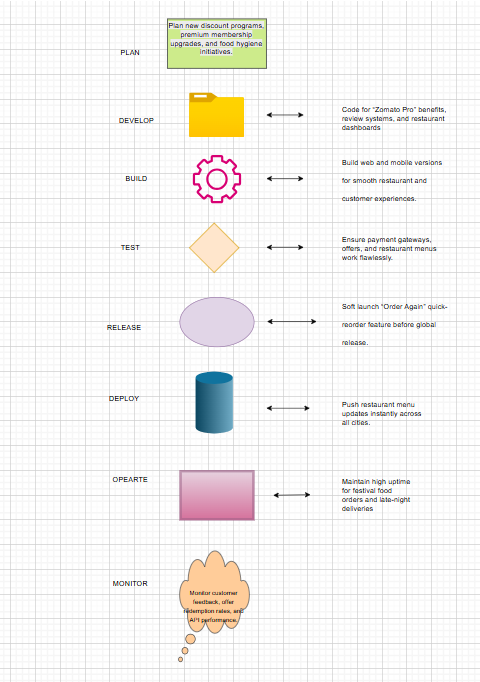 Plan new discount programs,
premium membership
upgrades, and food hygiene
initiatives.
PLAN
DEVELOP
Code for "Zomato Pro" benefits,
review systems, and restaurant
dashboards
BUILD
Build web and mobile versions
for smooth restaurant and
customer experiences.
TEST
Ensure payment gateways,
offers, and restaurant menus
work flawlessly.
RELEASE
Soft launch "Order Again" quick-
reorder feature before global
release.
DEPLOY
Push restaurant menu
updates instantly across
all cities.
OPEARTE
Maintain high uptime
for festival food
orders and late-night
deliveries
MONITOR
Monitor customer
feedback, offer
redemption rates, and
API performance.